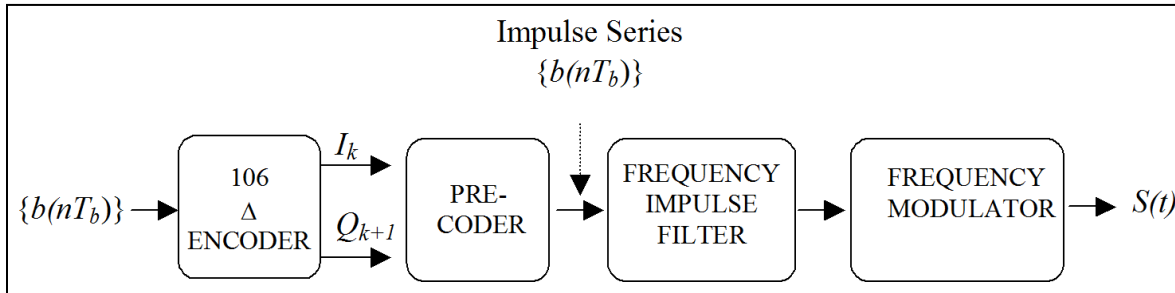 Impulse Series
{b(nT_b)}
{b(nT_b)}
106
Δ
ENCODER
I_k
Q_{k+1}
PRE-
CODER
FREQUENCY
IMPULSE
FILTER
FREQUENCY
MODULATOR
S(t)